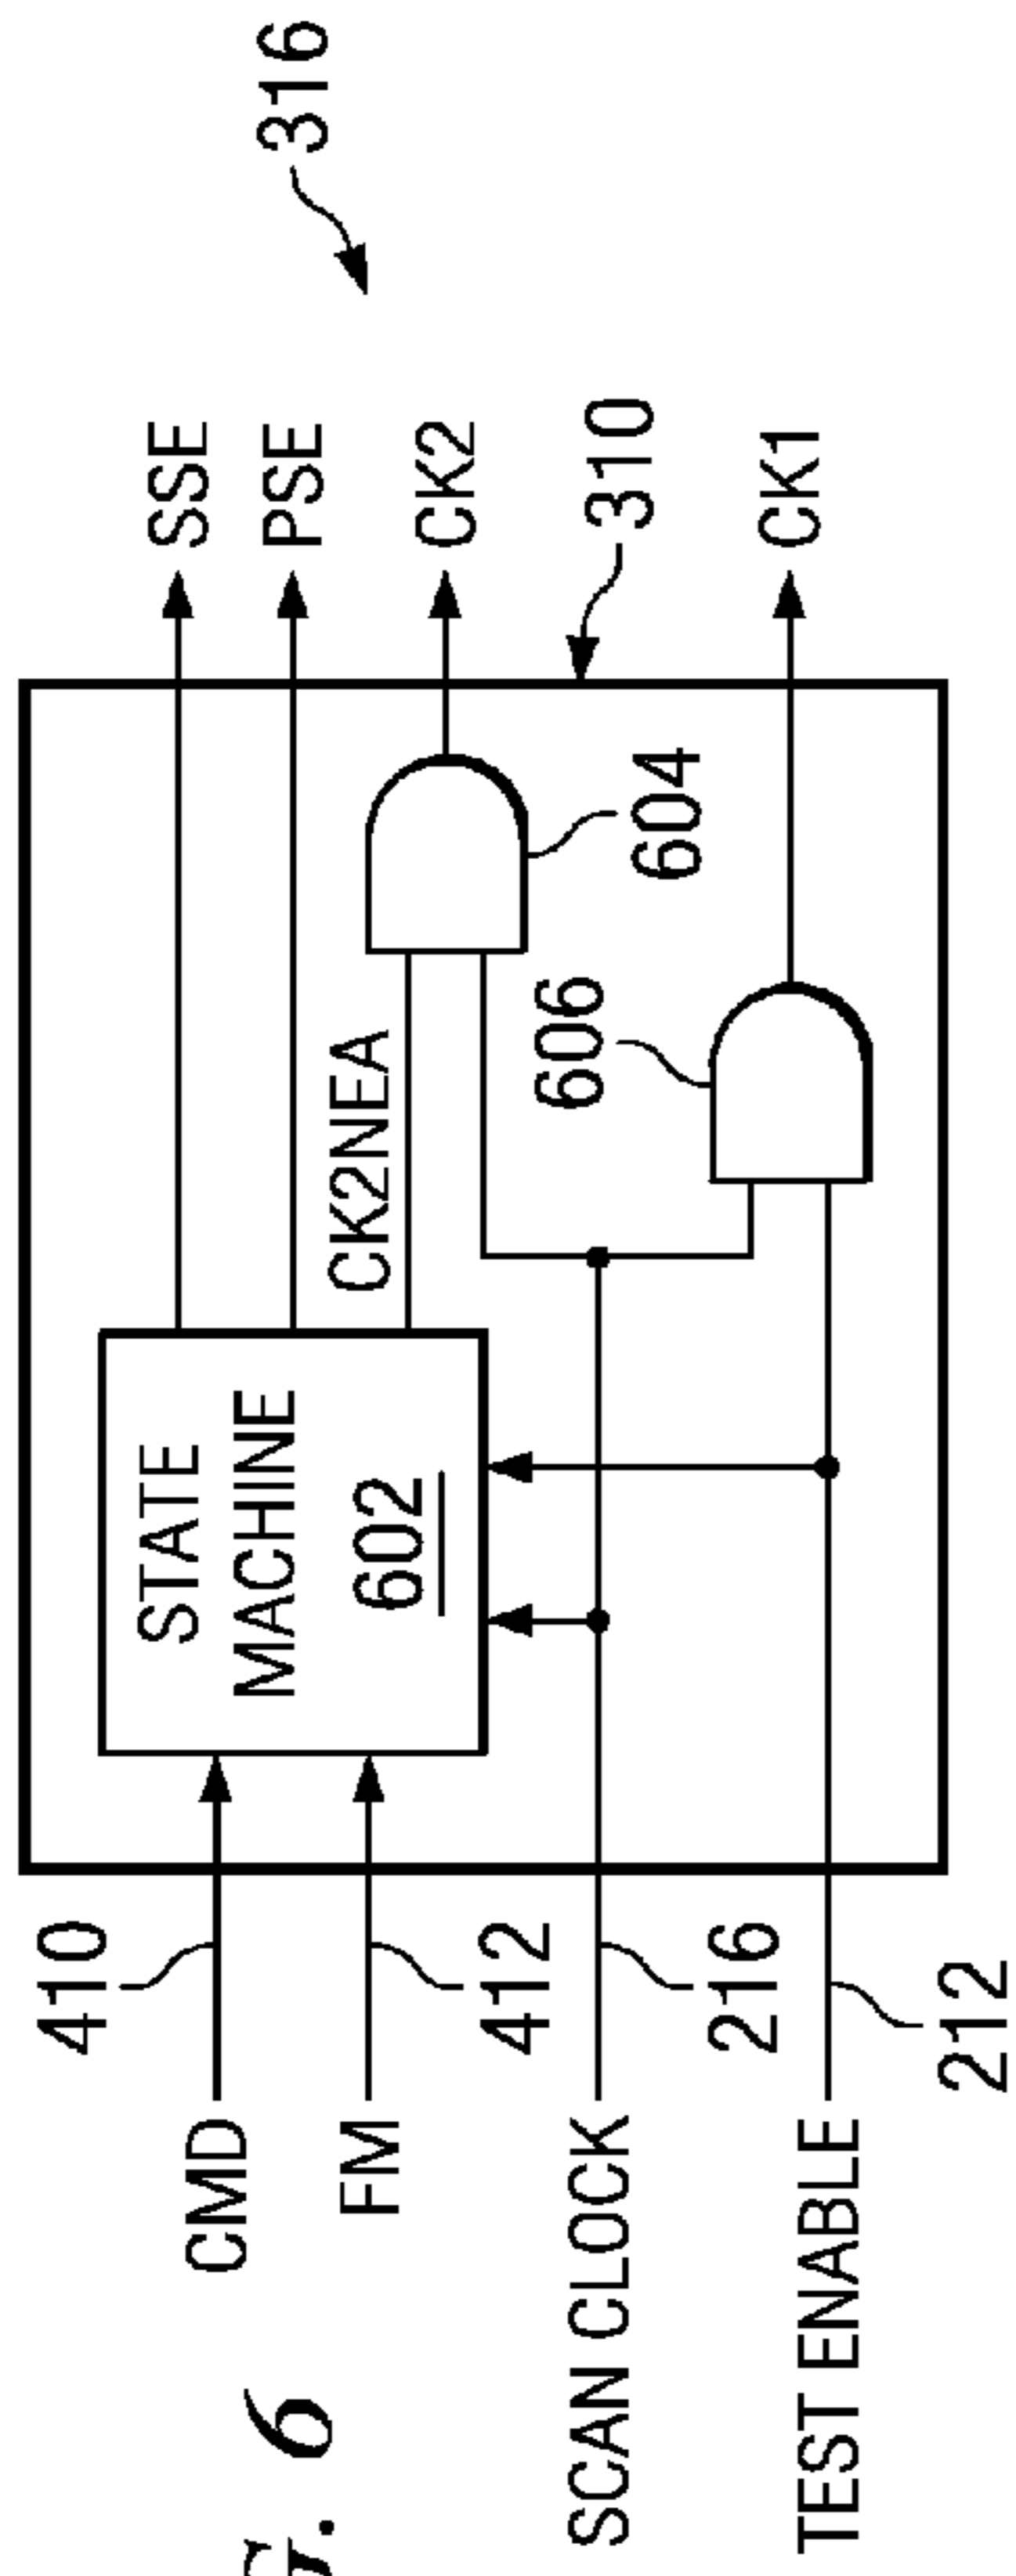 G. 6
316
CMD
410
FM
412
SCAN CLOCK
216
TEST ENABLE
212
STATE
MACHINE
602
CK2NEA
604
606
SSE
PSE
CK2
310
CK1